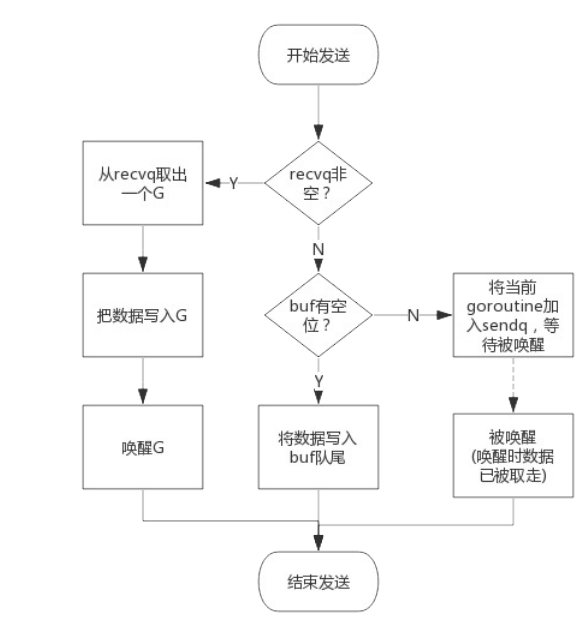 开始发送
recvq非
空？
Y
从recvq取出
一个G
N
把数据写入G
buf有空
位？
N
将当前
goroutine加
入sendq，等
待被唤醒
Y
唤醒G
将数据写入
buf队尾
被唤醒
(唤醒时数据
已被取走)
结束发送